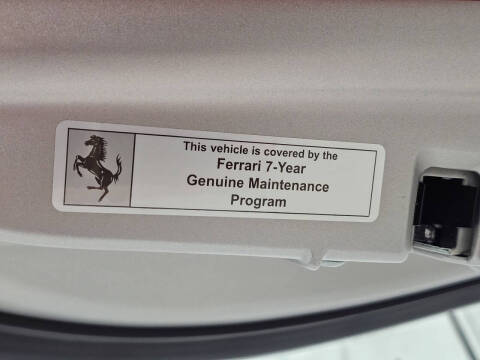 This vehicle is covered by the
Ferrari 7-Year
Genuine Maintenance
Program